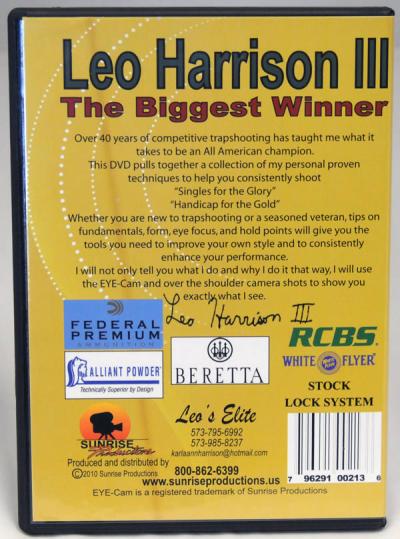 Leo Harrison III
The Biggest Winner
Over 40 years of competitive trapshooting has taught me what it
takes to be an All American champion.
This DVD pulls together a collection of my personal proven
techniques to help you consistently shoot
“Singles for the Glory”
“Handicap for the Gold”
Whether you are new to trapshooting or a seasoned veteran, tips on
fundamentals, form, eye focus, and hold points will give you the
tools you need to improve your own style and to consistently
enhance your performance.
I will not only tell you what I do and why I do it that way, I will use
the EYE-Cam and over the shoulder camera shots to show you
exactly what I see.
Leo Harrison III
FEDERAL
PREMIUM
AMMUNITION
ALLIANT POWDER
Technically Superior by Design
BERETTA
RCBS
WHITE FLYER
STOCK
LOCK SYSTEM
SUNRISE
Productions
Leo's Elite
573-795-6992
573-985-8237
karlaannharrison@hotmail.com
Produced and distributed by
©2010 Sunrise Productions
800-862-6399
www.sunriseproductions.us
EYE-Cam is a registered trademark of Sunrise Productions
7 96291 00213 6